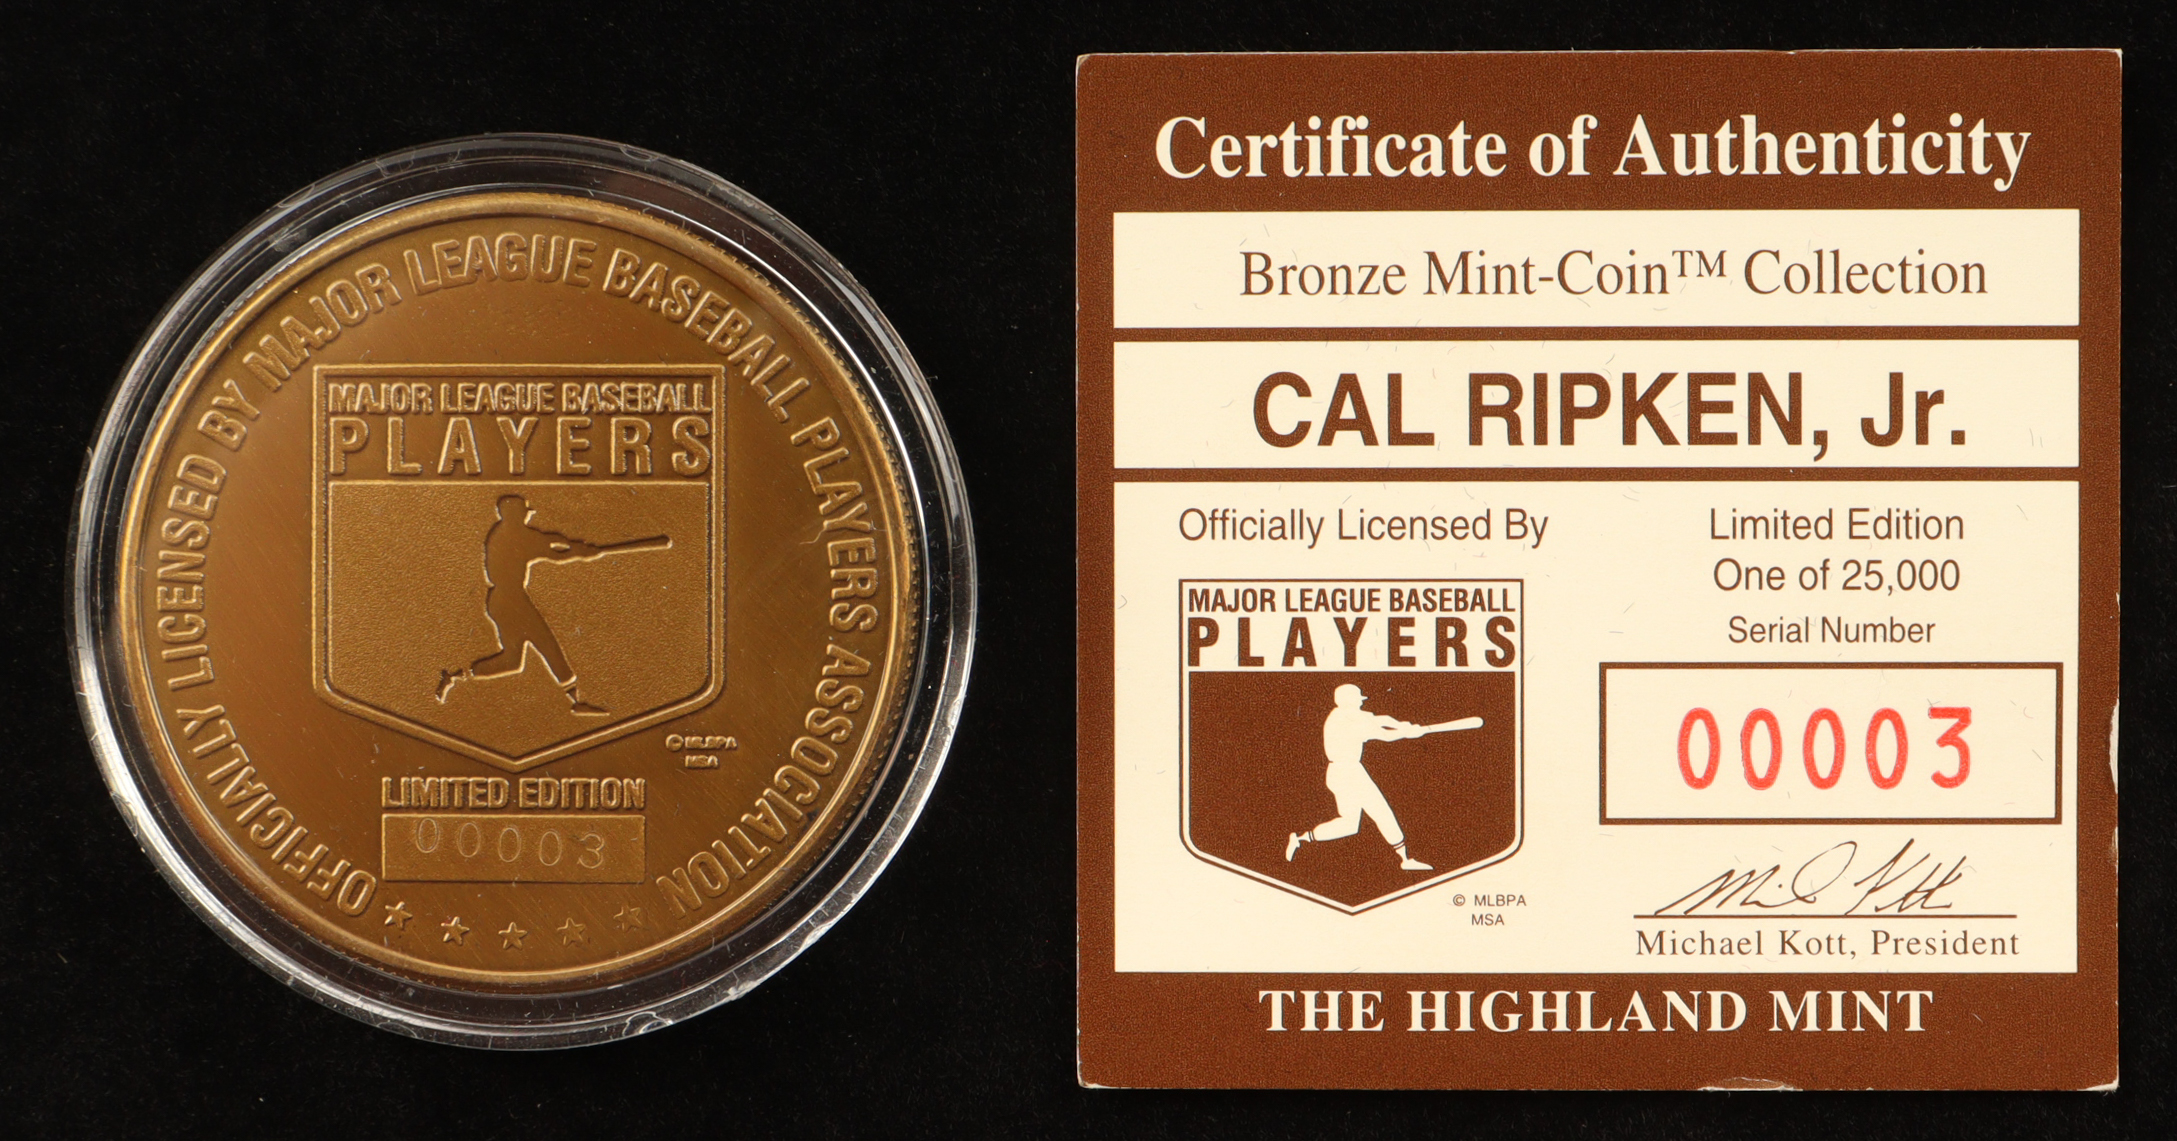 OFFICIALLY LICENSED BY MAJOR LEAGUE BASEBALL PLAYERS ASSOCIATION
MAJOR LEAGUE BASEBALL
PLAYERS
© MLBPA
MSA
LIMITED EDITION
00003
Certificate of Authenticity
Bronze Mint-Coin™ Collection
CAL RIPKEN, Jr.
Officially Licensed By
MAJOR LEAGUE BASEBALL
PLAYERS
© MLBPA
MSA
Limited Edition
One of 25,000
Serial Number
00003
Michael Kott, President
THE HIGHLAND MINT